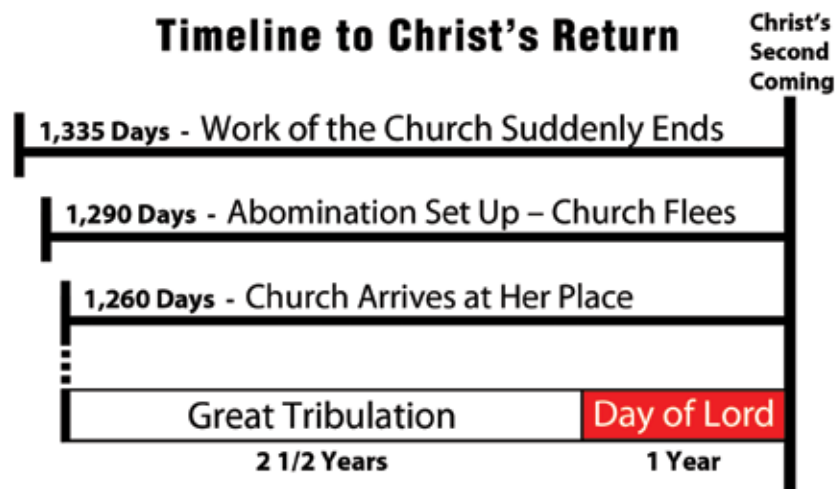 Timeline to Christ's Return
Christ's
Second
Coming
1,335 Days - Work of the Church Suddenly Ends
1,290 Days - Abomination Set Up – Church Flees
1,260 Days - Church Arrives at Her Place
Great Tribulation
Day of Lord
2 1/2 Years
1 Year